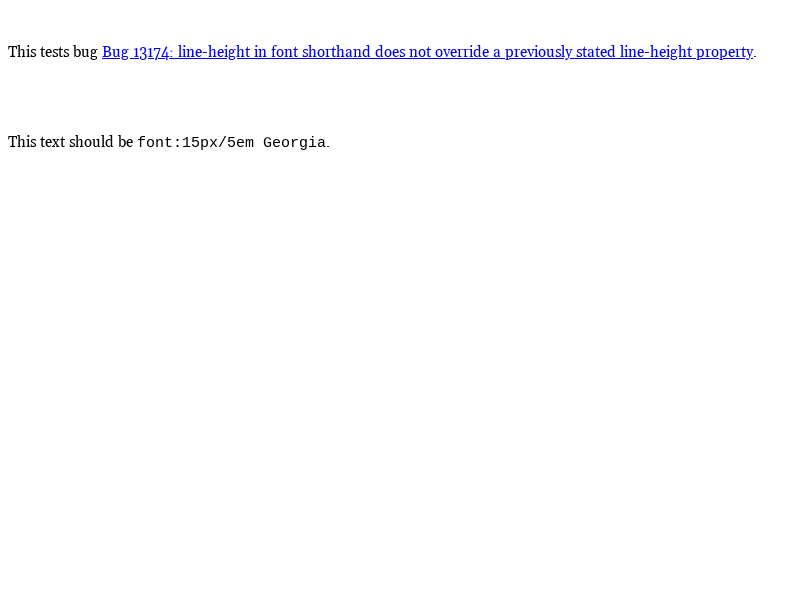 This tests bug Bug 13174: line-height in font shorthand does not override a previously stated line-height property.
This text should be font:15px/5em Georgia.